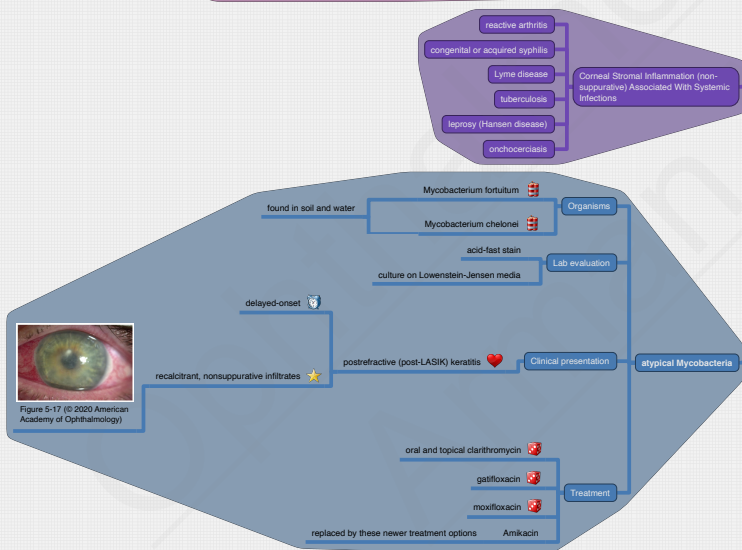 reactive arthritis
congenital or acquired syphilis
Lyme disease
tuberculosis
leprosy (Hansen disease)
onchocerciasis
Corneal Stromal Inflammation (non-
suppurative) Associated With Systemic
Infections
Mycobacterium fortuitum
found in soil and water
Mycobacterium chelonei
Organisms
acid-fast stain
culture on Lowenstein-Jensen media
Lab evaluation
delayed-onset
recalcitrant, nonsuppurative infiltrates
Figure 5-17 (© 2020 American
Academy of Ophthalmology)
postrefractive (post-LASIK) keratitis
Clinical presentation
atypical Mycobacteria
oral and topical clarithromycin
gatifloxacin
moxifloxacin
replaced by these newer treatment options
Amikacin
Treatment